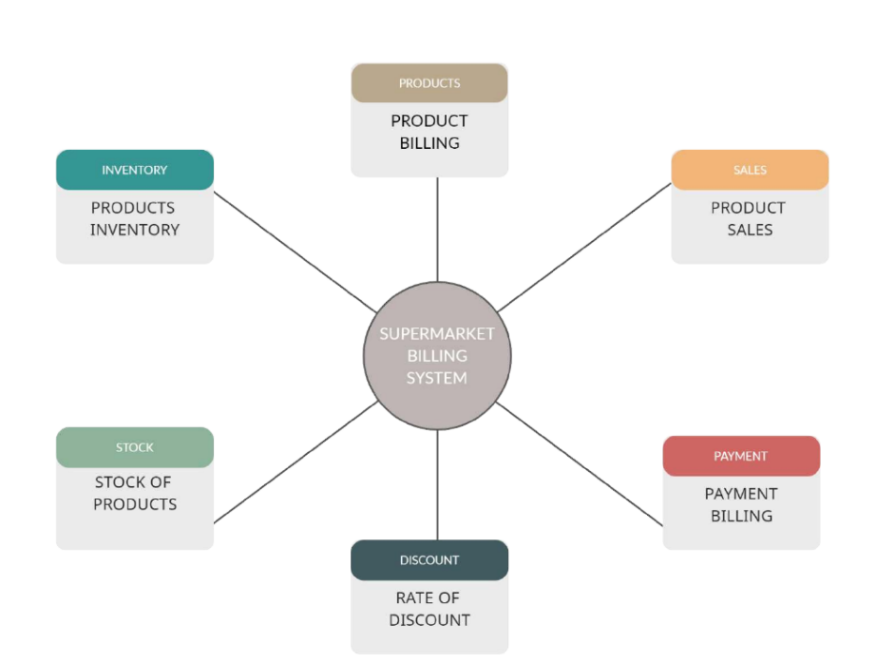 PRODUCTS
PRODUCT
BILLING
INVENTORY
PRODUCTS
INVENTORY
SALES
PRODUCT
SALES
SUPERMARKET
BILLING
SYSTEM
STOCK
STOCK OF
PRODUCTS
PAYMENT
PAYMENT
BILLING
DISCOUNT
RATE OF
DISCOUNT